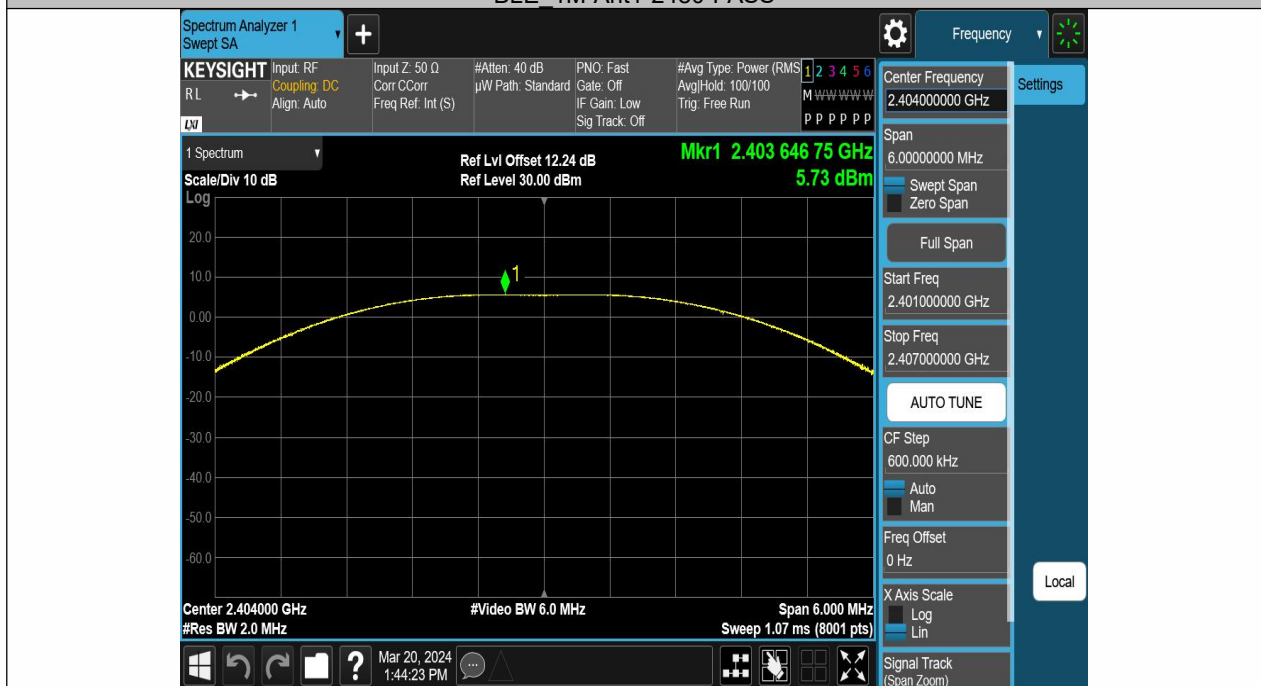 Spectrum Analyzer 1
Swept SA
Frequency
KEYSIGHT
RL
LXI
Input: RF
Coupling: DC
Align: Auto
Input Z: 50 Ω
Corr CCorr
Freq Ref: Int (S)
#Atten: 40 dB
µW Path: Standard
PNO: Fast
Gate: Off
IF Gain: Low
Sig Track: Off
#Avg Type: Power (RMS
Avg|Hold: 100/100
Trig: Free Run
1 2 3 4 5 6
M W W W W W
P P P P P P
1 Spectrum
Scale/Div 10 dB
Ref Lvl Offset 12.24 dB
Ref Level 30.00 dBm
Mkr1 2.403 646 75 GHz
5.73 dBm
Log
20.0
10.0
0.00
-10.0
-20.0
-30.0
-40.0
-50.0
-60.0
1
Center 2.404000 GHz
#Res BW 2.0 MHz
#Video BW 6.0 MHz
Span 6.000 MHz
Sweep 1.07 ms (8001 pts)
?
Mar 20, 2024
1:44:23 PM
Center Frequency
2.404000000 GHz
Settings
Span
6.00000000 MHz
Swept Span
Zero Span
Full Span
Start Freq
2.401000000 GHz
Stop Freq
2.407000000 GHz
AUTO TUNE
CF Step
600.000 kHz
Auto
Man
Freq Offset
0 Hz
Local
X Axis Scale
Log
Lin
Signal Track
(Span Zoom)